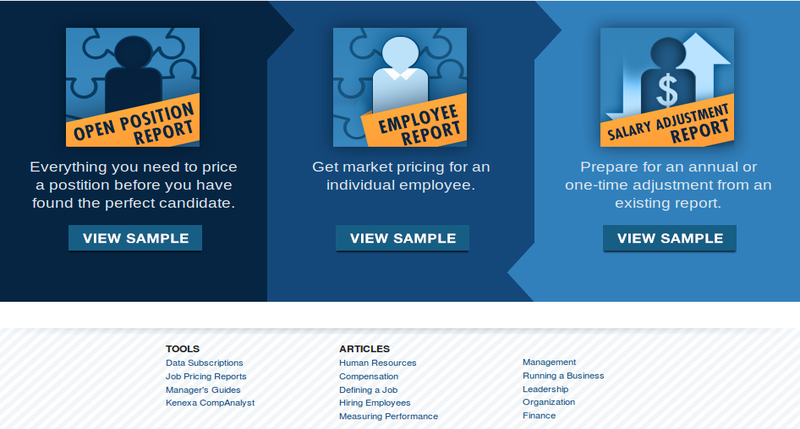 OPEN POSITION
REPORT
Everything you need to price
a postition before you have
found the perfect candidate.
VIEW SAMPLE
EMPLOYEE
REPORT
Get market pricing for an
individual employee.
VIEW SAMPLE
$
SALARY ADJUSTMENT
REPORT
Prepare for an annual or
one-time adjustment from an
existing report.
VIEW SAMPLE
TOOLS
Data Subscriptions
Job Pricing Reports
Manager's Guides
Kenexa CompAnalyst
ARTICLES
Human Resources
Compensation
Defining a Job
Hiring Employees
Measuring Performance
Management
Running a Business
Leadership
Organization
Finance